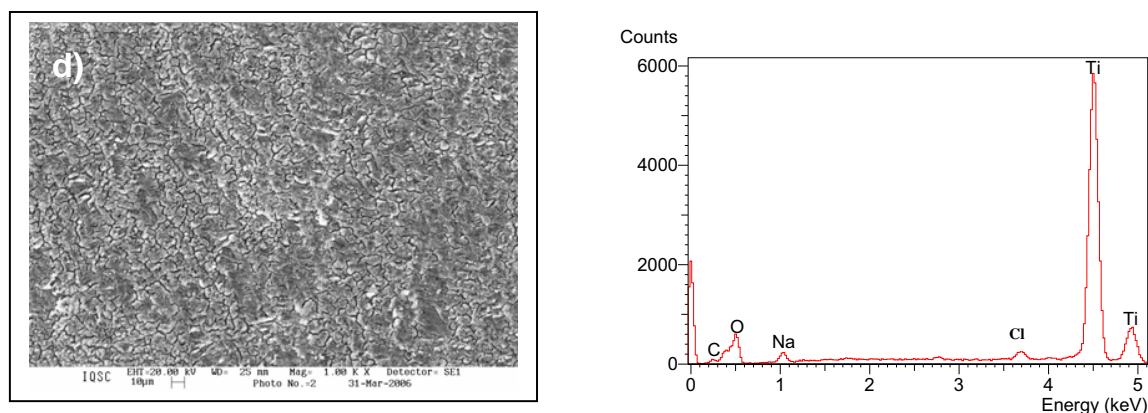 d)
IQSC EHT=20.00 kV WD= 25 mm Mag= 1.00 K X Detector= SE1
10µm Photo No.=2 31-Mar-2006
Counts
6000
4000
2000
0
Ti
C
O
Na
Cl
Ti
0 1 2 3 4 5
Energy (keV)